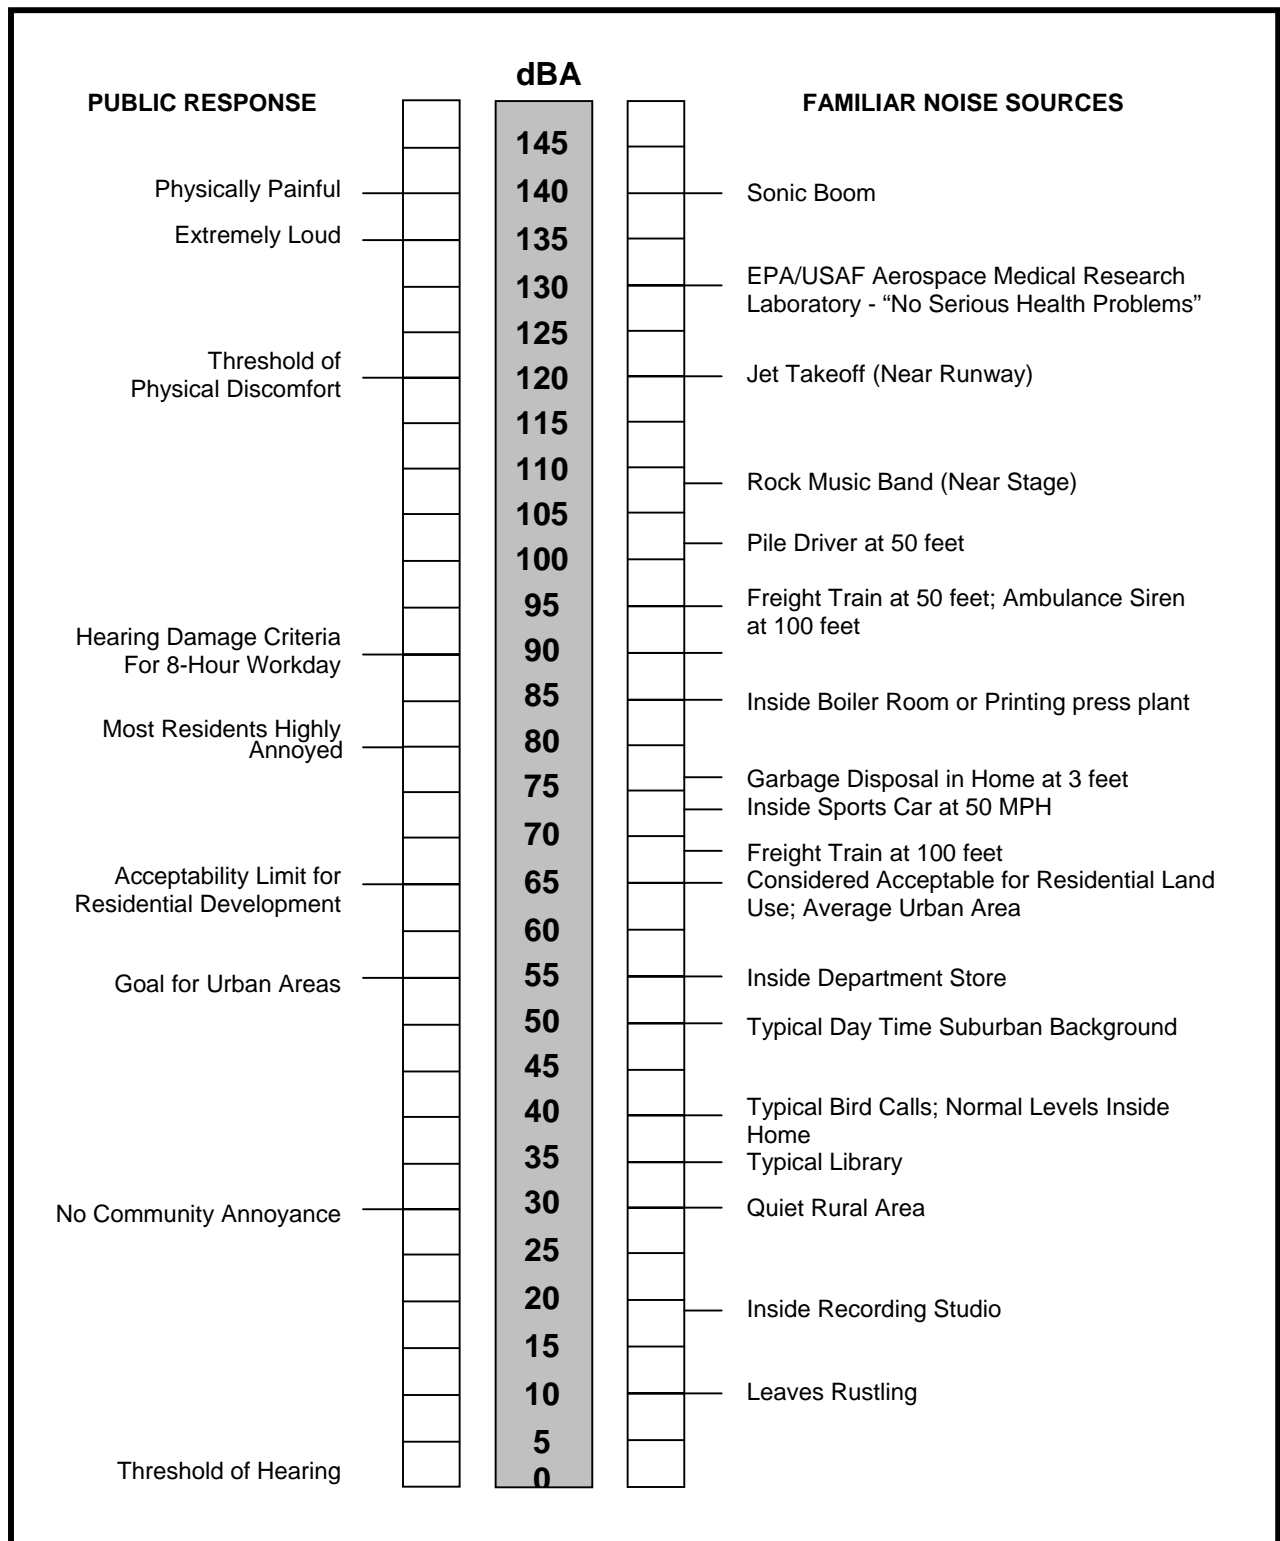 dBA
PUBLIC RESPONSE
Physically Painful
Extremely Loud
Threshold of
Physical Discomfort
Hearing Damage Criteria
For 8-Hour Workday
Most Residents Highly
Annoyed
Acceptability Limit for
Residential Development
Goal for Urban Areas
No Community Annoyance
Threshold of Hearing
145
140
135
130
125
120
115
110
105
100
95
90
85
80
75
70
65
60
55
50
45
40
35
30
25
20
15
10
5
0
FAMILIAR NOISE SOURCES
Sonic Boom
EPA/USAF Aerospace Medical Research
Laboratory - “No Serious Health Problems”
Jet Takeoff (Near Runway)
Rock Music Band (Near Stage)
Pile Driver at 50 feet
Freight Train at 50 feet; Ambulance Siren
at 100 feet
Inside Boiler Room or Printing press plant
Garbage Disposal in Home at 3 feet
Inside Sports Car at 50 MPH
Freight Train at 100 feet
Considered Acceptable for Residential Land
Use; Average Urban Area
Inside Department Store
Typical Day Time Suburban Background
Typical Bird Calls; Normal Levels Inside
Home
Typical Library
Quiet Rural Area
Inside Recording Studio
Leaves Rustling